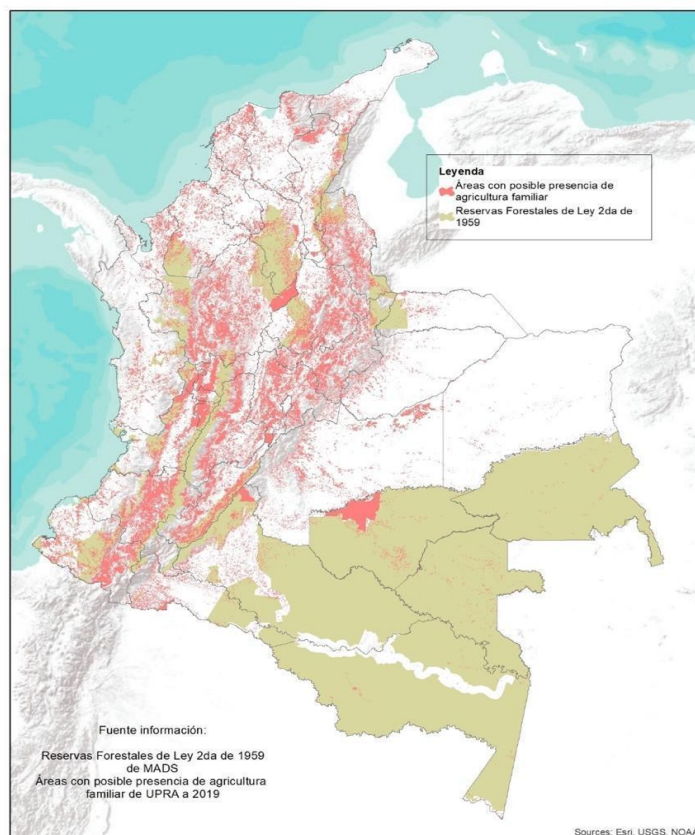 Leyenda
Áreas con posible presencia de
agricultura familiar
Reservas Forestales de Ley 2da de
1959
Fuente información:
Reservas Forestales de Ley 2da de 1959
de MADS
Áreas con posible presencia de agricultura
familiar de UPRA a 2019
Sources: Esri, USGS, NOAA